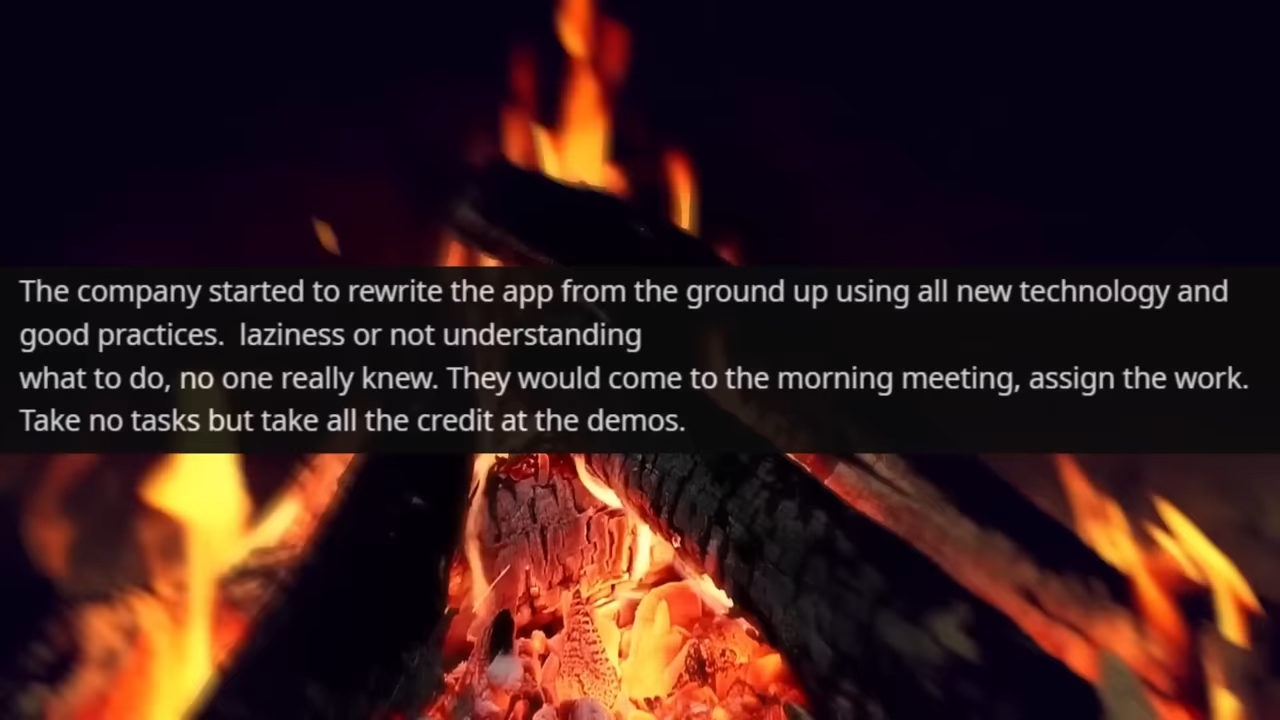 The company started to rewrite the app from the ground up using all new technology and
good practices.  laziness or not understanding
what to do, no one really knew. They would come to the morning meeting, assign the work.
Take no tasks but take all the credit at the demos.